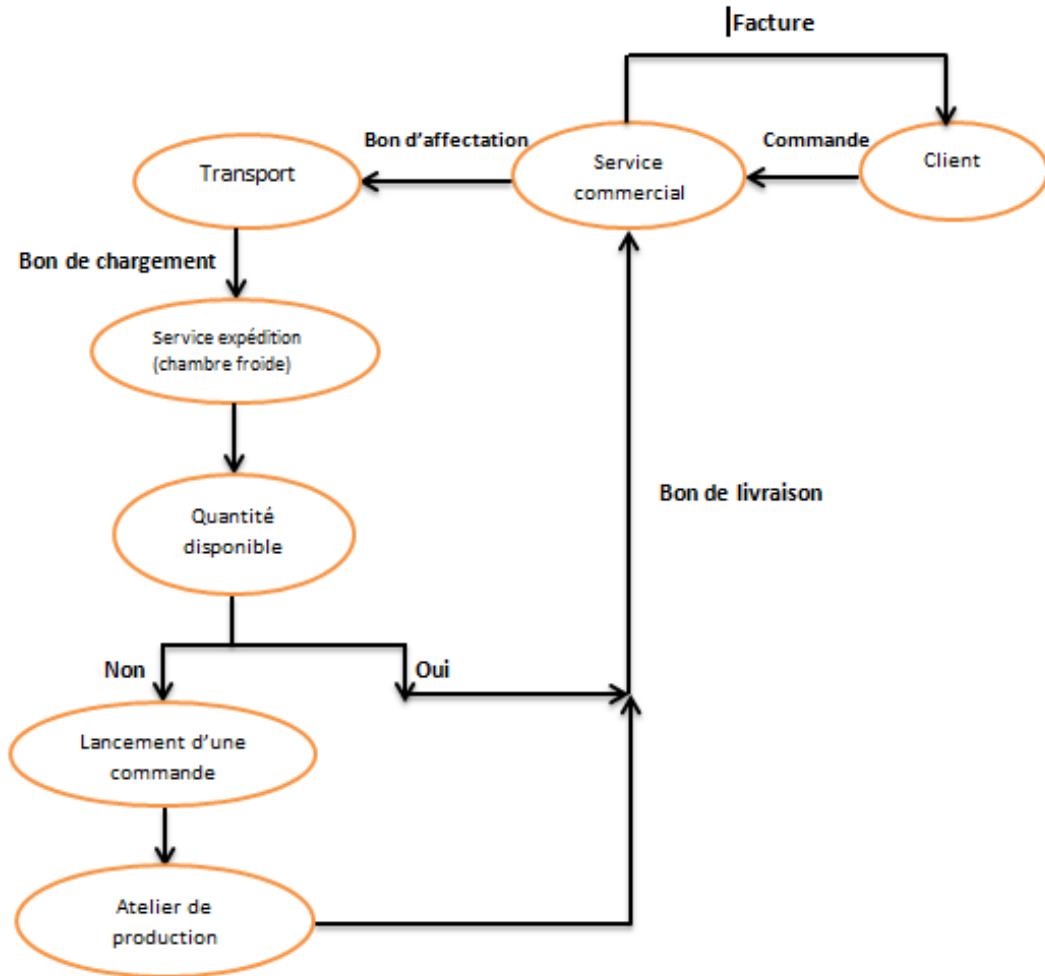 Facture
Bon d'affectation
Commande
Transport
Service
commercial
Client
Bon de chargement
Service expédition
(chambre froide)
Quantité
disponible
Bon de livraison
Non
Oui
Lancement d'une
commande
Atelier de
production